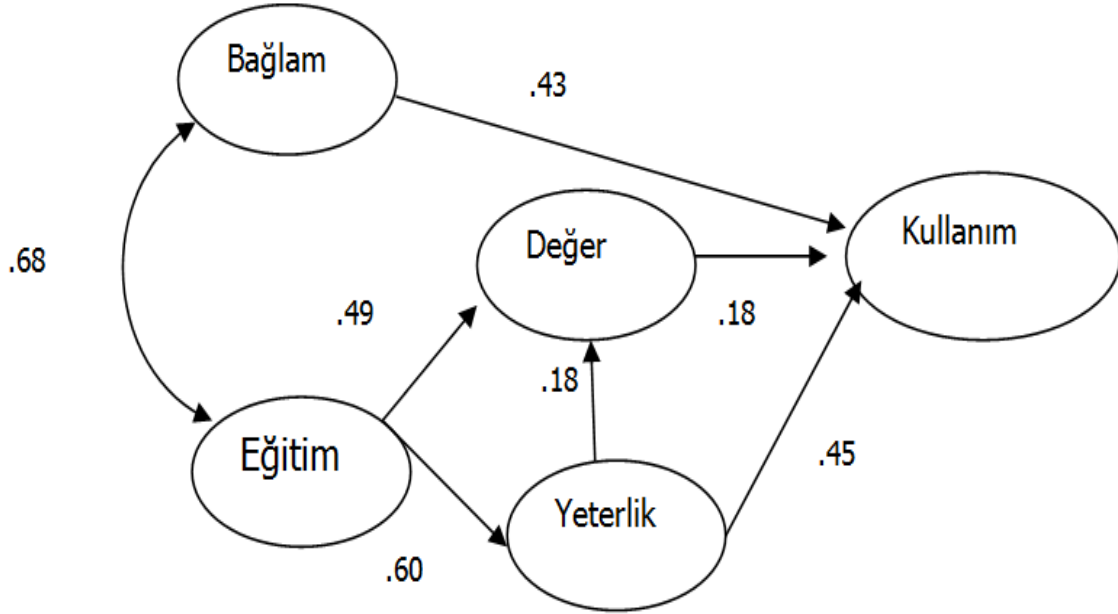 Bağlam
.43
Kullanım
Değer
.68
.49
.18
.18
Eğitim
.45
Yeterlik
.60